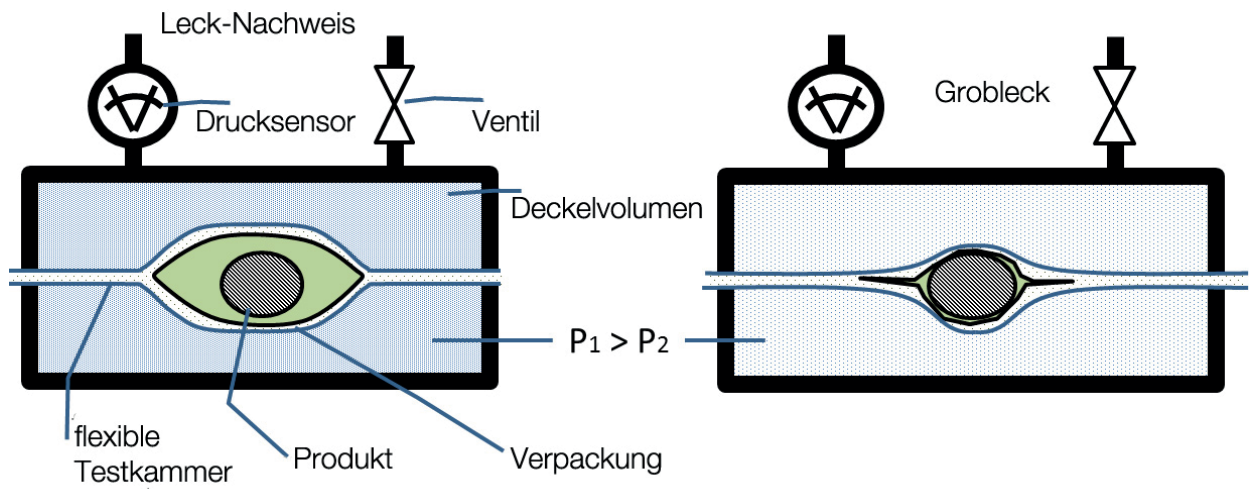 Leck-Nachweis
Drucksensor
Ventil
Grobleck
Deckelvolumen
P1 > P2
flexible
Testkammer
Produkt
Verpackung